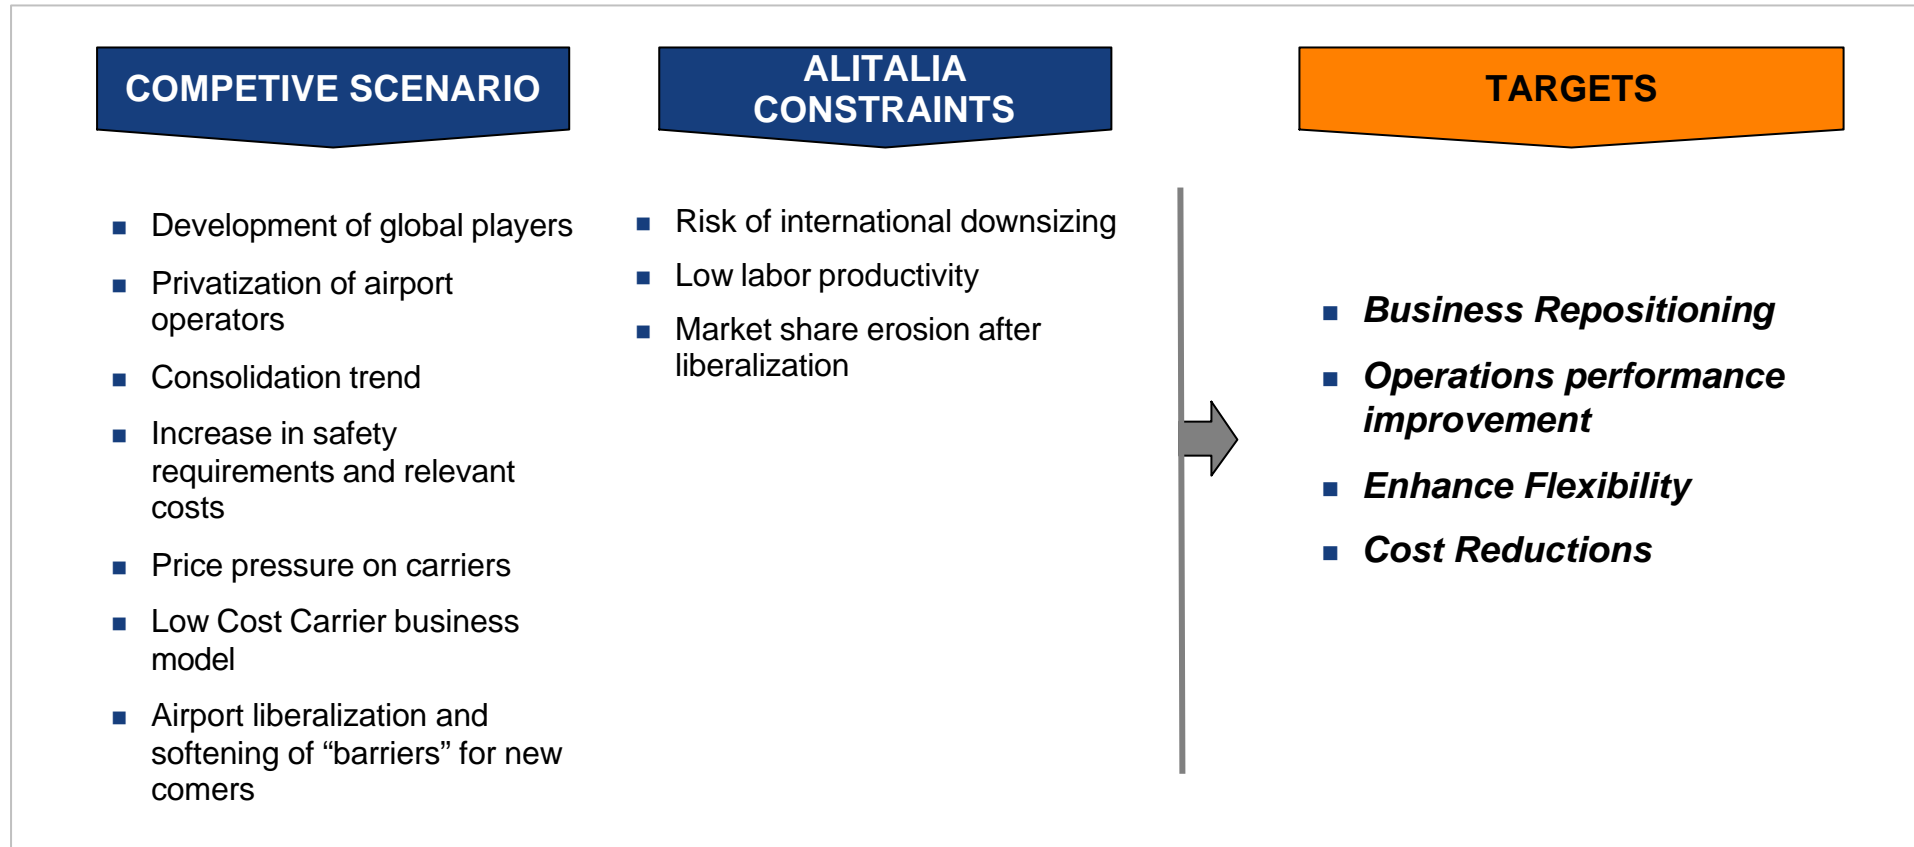 COMPETIVE SCENARIO
Development of global players
Privatization of airport
operators
Consolidation trend
Increase in safety
requirements and relevant
costs
Price pressure on carriers
Low Cost Carrier business
model
Airport liberalization and
softening of “barriers” for new
comers
ALITALIA
CONSTRAINTS
Risk of international downsizing
Low labor productivity
Market share erosion after
liberalization
TARGETS
Business Repositioning
Operations performance
improvement
Enhance Flexibility
Cost Reductions